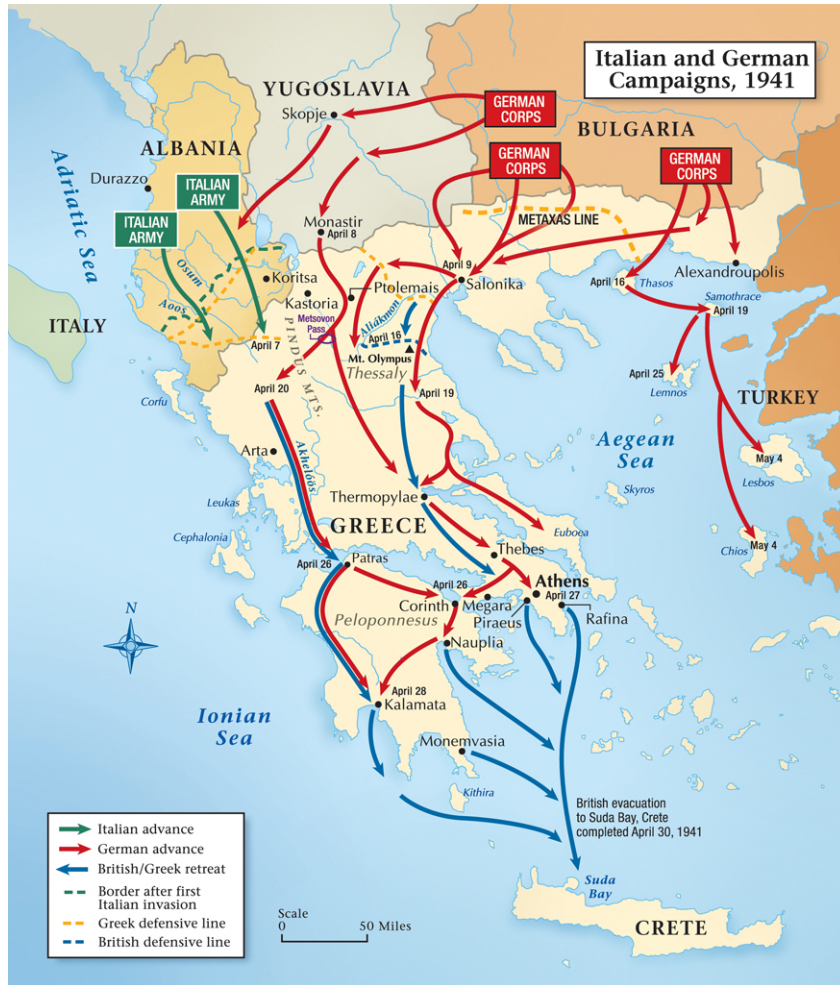 Italian and German
Campaigns, 1941
YUGOSLAVIA
Skopje
GERMAN
CORPS
BULGARIA
ALBANIA
GERMAN
CORPS
GERMAN
CORPS
Adriatic Sea
Durazzo
ITALIAN
ARMY
ITALIAN
ARMY
METAXAS LINE
Monastir
April 8
Osum
Koritsa
April 9
Salonika
April 16
Thasos
Alexandroupolis
Aoos
Kastoria
Ptolemais
Samothrace
April 19
ITALY
Metsovon
Pass
Aliákmon
April 16
April 7
PINDUS MTS.
Mt. Olympus
Thessaly
April 20
April 19
April 25
Lemnos
TURKEY
Corfu
Arta
Akhelóös
Aegean
Sea
May 4
Lesbos
Leukas
Thermopylae
Skyros
GREECE
Cephalonia
Euboea
May 4
Chios
April 26
Patras
Thebes
April 26
Athens
April 27
Corinth
Megara
Piraeus
Rafina
Peloponnesus
N
Nauplia
April 28
Kalamata
Ionian
Sea
Monemvasia
Kithira
British evacuation
to Suda Bay, Crete
completed April 30, 1941
Italian advance
German advance
British/Greek retreat
Border after first
Italian invasion
Greek defensive line
British defensive line
Scale
0
50 Miles
Suda
Bay
CRETE